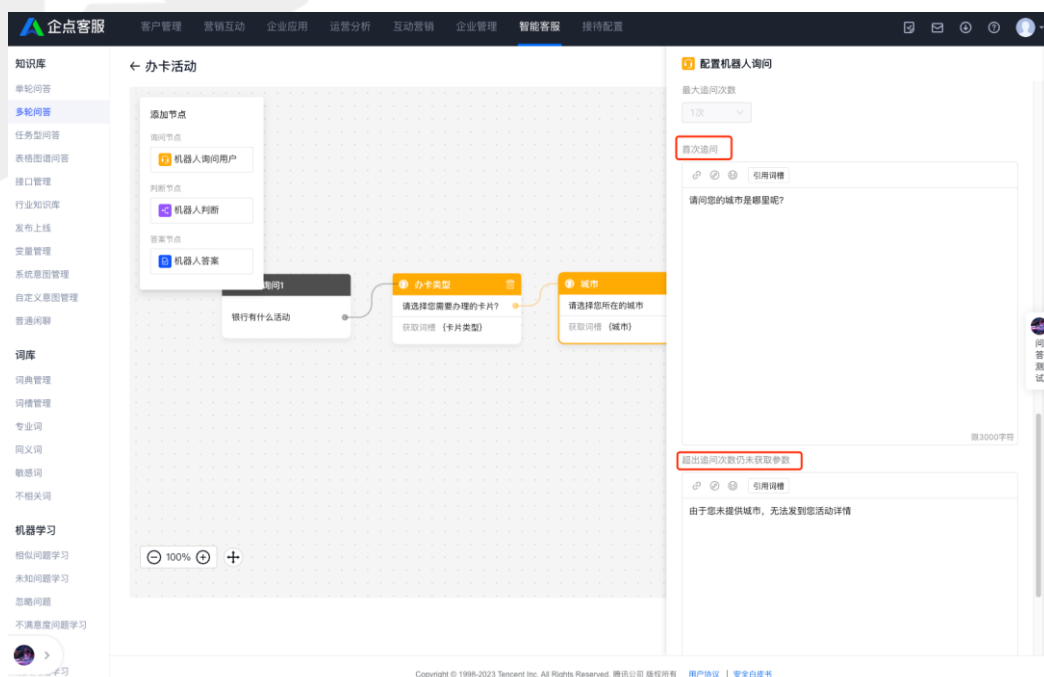 企点客服
客户管理 营销互动 企业应用 运营分析 互动营销 企业管理 智能客服 接待配置
知识库
单轮问答
多轮问答
任务型问答
表格图谱问答
接口管理
行业知识库
发布上线
变量管理
系统意图管理
自定义意图管理
普通闲聊
词库
词典管理
词槽管理
专业词
同义词
敏感词
不相关词
机器学习
相似问题学习
未知问题学习
忽略问题
不满意度问题学习
学习
← 办卡活动
添加节点
询问节点
机器人询问用户
判断节点
机器人判断
答案节点
机器人答案
询问1
银行有什么活动
办卡类型
请选择您需要办理的卡片?
获取词槽 {卡片类型}
城市
请选择您所在的城市
获取词槽 {城市}
100%
配置机器人询问
最大追问次数
1次
首次追问
引用词槽
请问您的城市是哪里呢?
限3000字符
超出追问次数仍未获取参数
引用词槽
由于您未提供城市，无法发到您活动详情
问答测试
Copyright © 1998-2023 Tencent Inc. All Rights Reserved. 腾讯公司 版权所有 用户协议 | 安全白皮书